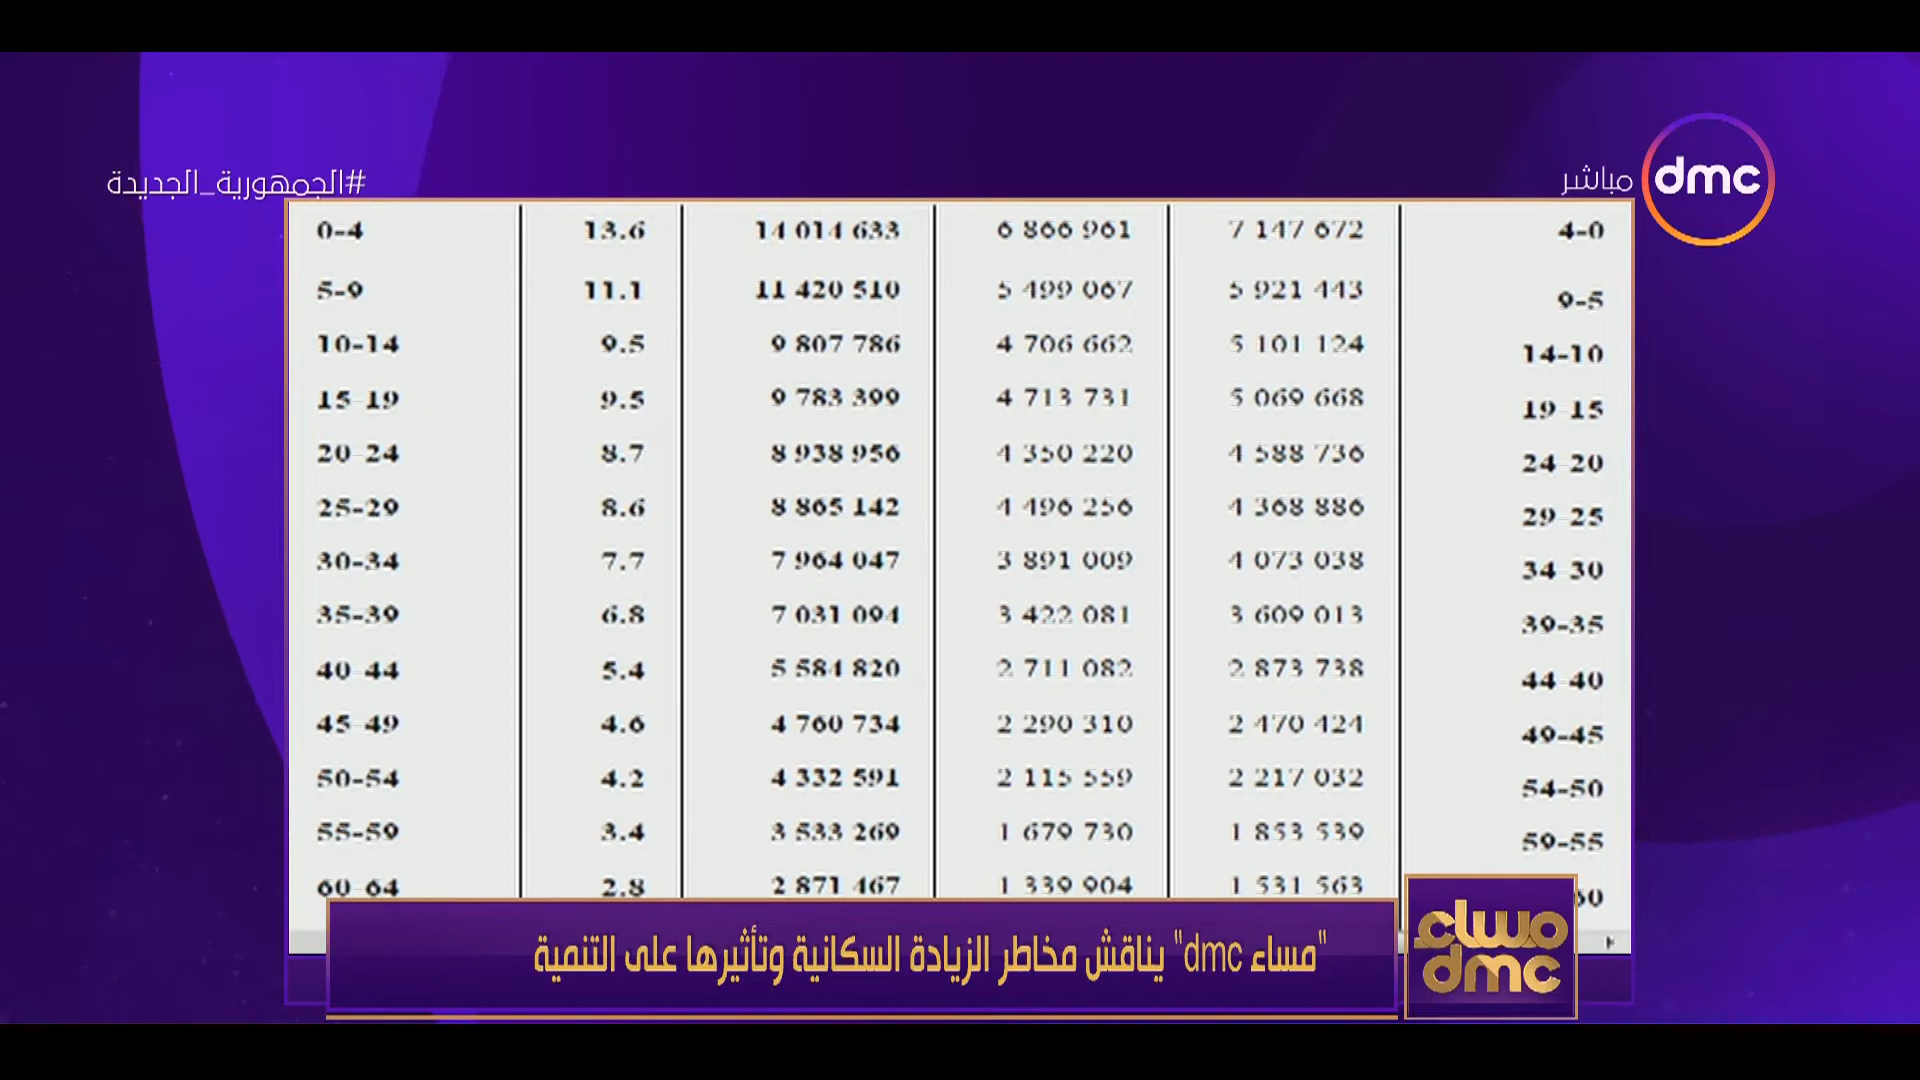 #الجمهورية_الجديدة
مباشر
dmc
0-4 13.6 14 014 633 6 866 961 7 147 672 4-0
5-9 11.1 11 420 510 5 499 067 5 921 443 9-5
10-14 9.5 9 807 786 4 706 662 5 101 124 14-10
15-19 9.5 9 783 399 4 713 731 5 069 668 19-15
20-24 8.7 8 938 956 4 350 220 4 588 736 24-20
25-29 8.6 8 865 142 4 496 256 4 368 886 29-25
30-34 7.7 7 964 047 3 891 009 4 073 038 34-30
35-39 6.8 7 031 094 3 422 081 3 609 013 39-35
40-44 5.4 5 584 820 2 711 082 2 873 738 44-40
45-49 4.6 4 760 734 2 290 310 2 470 424 49-45
50-54 4.2 4 332 591 2 115 559 2 217 032 54-50
55-59 3.4 3 533 269 1 679 730 1 853 539 59-55
60-64 2.8 2 871 467 1 339 904 1 531 563
"مساء dmc" يناقش مخاطر الزيادة السكانية وتأثيرها على التنمية
مساء
dmc